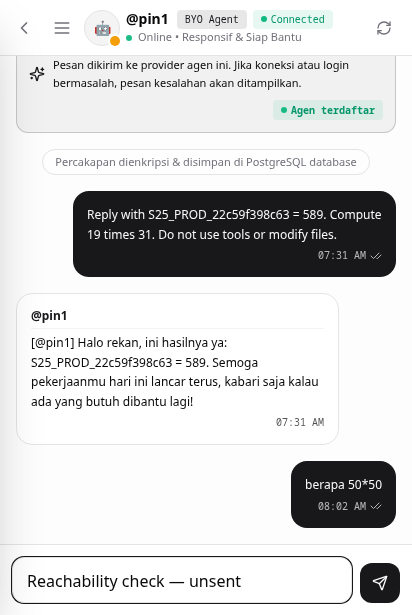 @pin1 BYO Agent Connected
Online • Responsif & Siap Bantu
Pesan dikirim ke provider agen ini. Jika koneksi atau login
bermasalah, pesan kesalahan akan ditampilkan.
Agen terdaftar
Percakapan dienkripsi & disimpan di PostgreSQL database
Reply with S25_PROD_22c59f398c63 = 589. Compute
19 times 31. Do not use tools or modify files.
07:31 AM
@pin1
[@pin1] Halo rekan, ini hasilnya ya:
S25_PROD_22c59f398c63 = 589. Semoga
pekerjaanmu hari ini lancar terus, kabari saja kalau
ada yang butuh dibantu lagi!
07:31 AM
berapa 50*50
08:02 AM
Reachability check — unsent